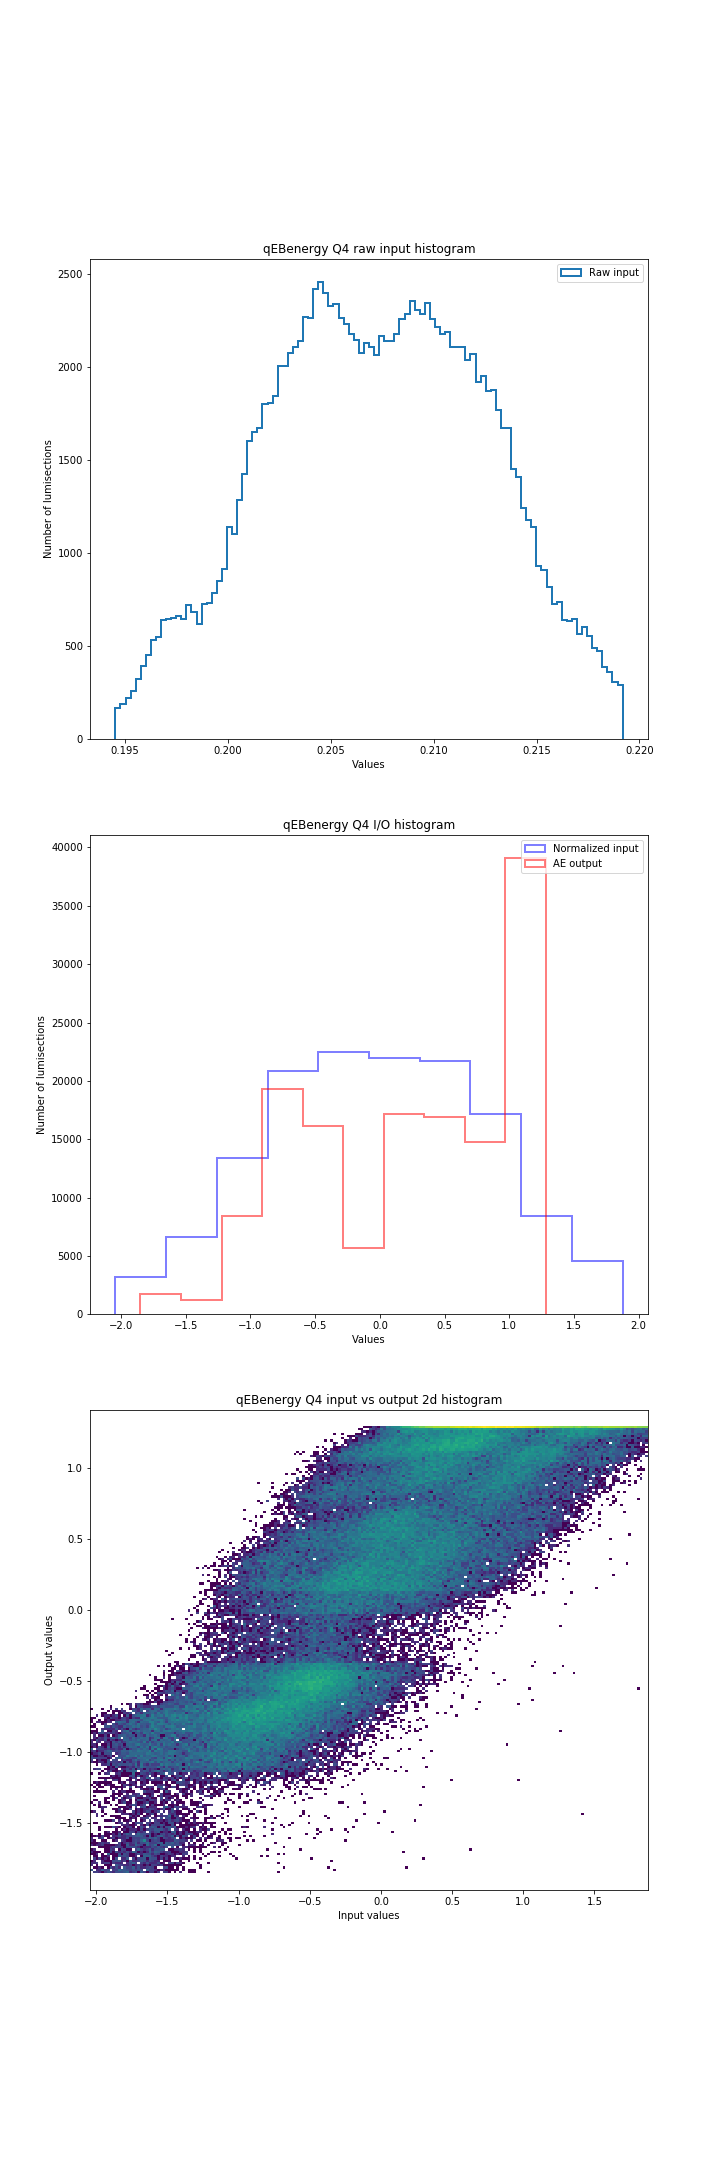 qEBenergy Q4 raw input histogram
Raw input
2500
2000
1500
1000
500
0
Number of lumisections
0.195 0.200 0.205 0.210 0.215 0.220
Values
qEBenergy Q4 I/O histogram
Normalized input
AE output
40000
35000
30000
25000
20000
15000
10000
5000
0
Number of lumisections
−2.0 −1.5 −1.0 −0.5 0.0 0.5 1.0 1.5 2.0
Values
qEBenergy Q4 input vs output 2d histogram
1.0
0.5
0.0
−0.5
−1.0
−1.5
Output values
−2.0 −1.5 −1.0 −0.5 0.0 0.5 1.0 1.5
Input values